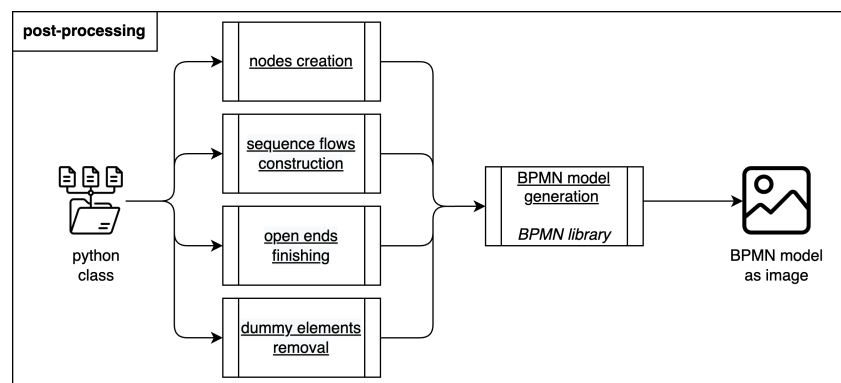 post-processing
nodes creation
sequence flows
construction
open ends
finishing
dummy elements
removal
python
class
BPMN model
generation
BPMN library
BPMN model
as image